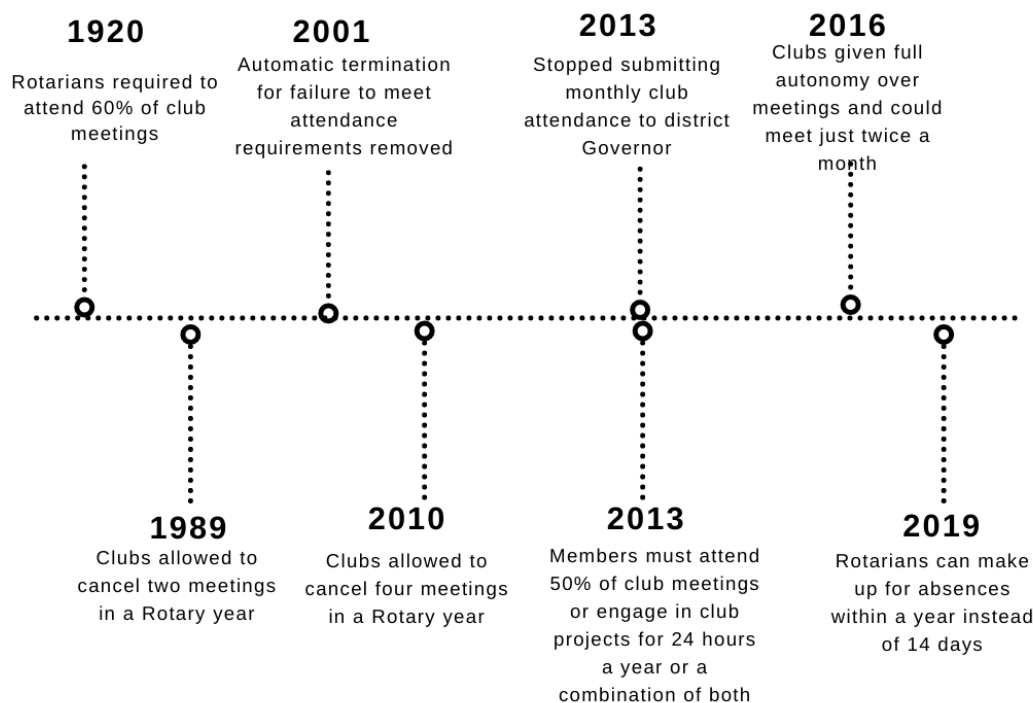 1920
Rotarians required to
attend 60% of club
meetings
2001
Automatic termination
for failure to meet
attendance
requirements removed
2013
Stopped submitting
monthly club
attendance to district
Governor
2016
Clubs given full
autonomy over
meetings and could
meet just twice a
month
1989
Clubs allowed to
cancel two meetings
in a Rotary year
2010
Clubs allowed to
cancel four meetings
in a Rotary year
2013
Members must attend
50% of club meetings
or engage in club
projects for 24 hours
a year or a
combination of both
2019
Rotarians can make
up for absences
within a year instead
of 14 days